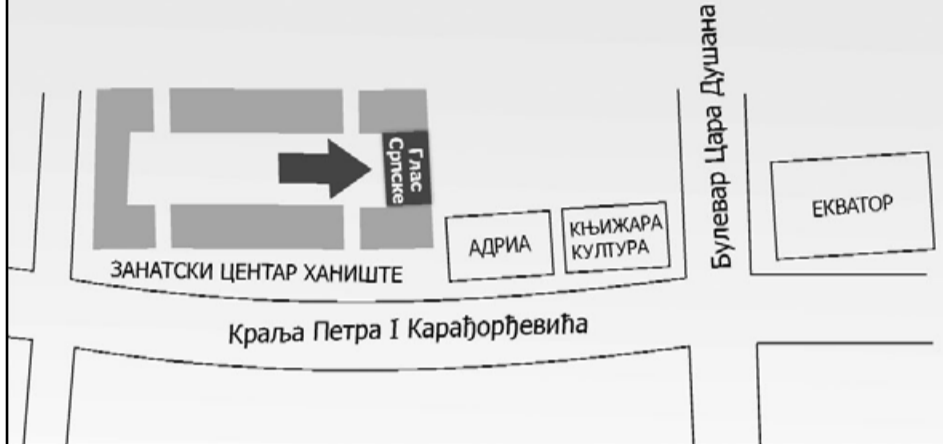 Булевар Цара Душана
Глас
Српске
ЕКВАТОР
АДРИА
КЊИЖАРА
КУЛТУРА
ЗАНАТСКИ ЦЕНТАР ХАНИШТЕ
Краља Петра I Карађорђевића